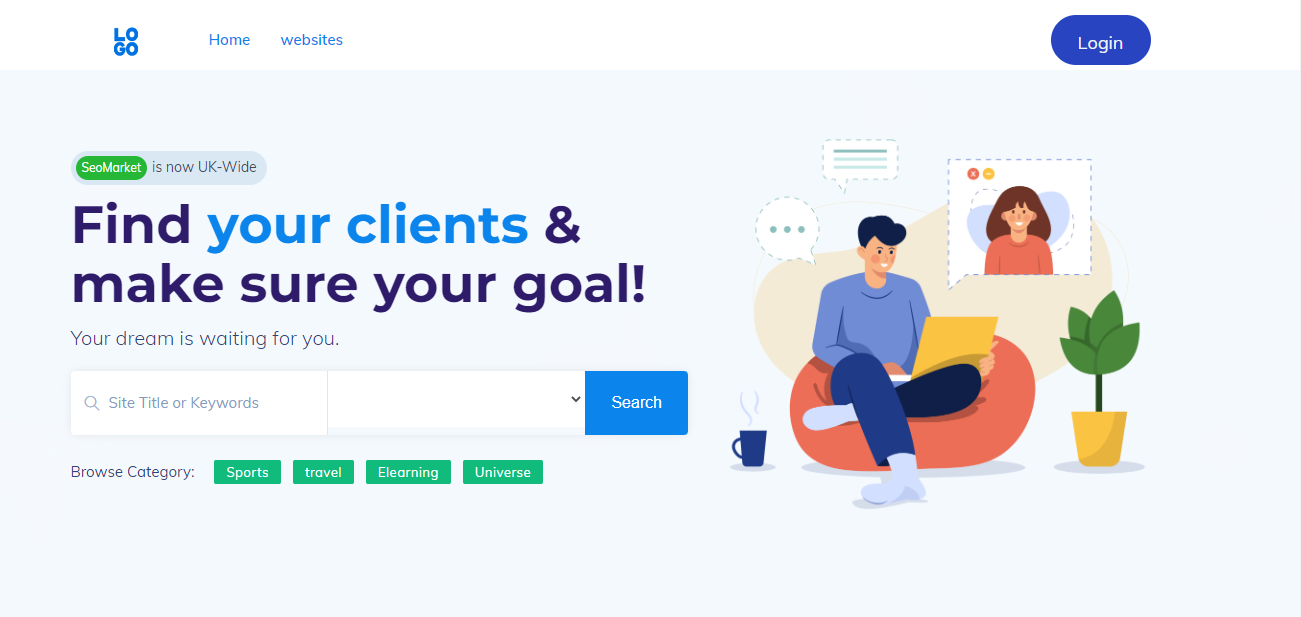 LO
GO
Home
websites
Login
SeoMarket is now UK-Wide
Find your clients &
make sure your goal!
Your dream is waiting for you.
Site Title or Keywords
Search
Browse Category: Sports travel Elearning Universe
x